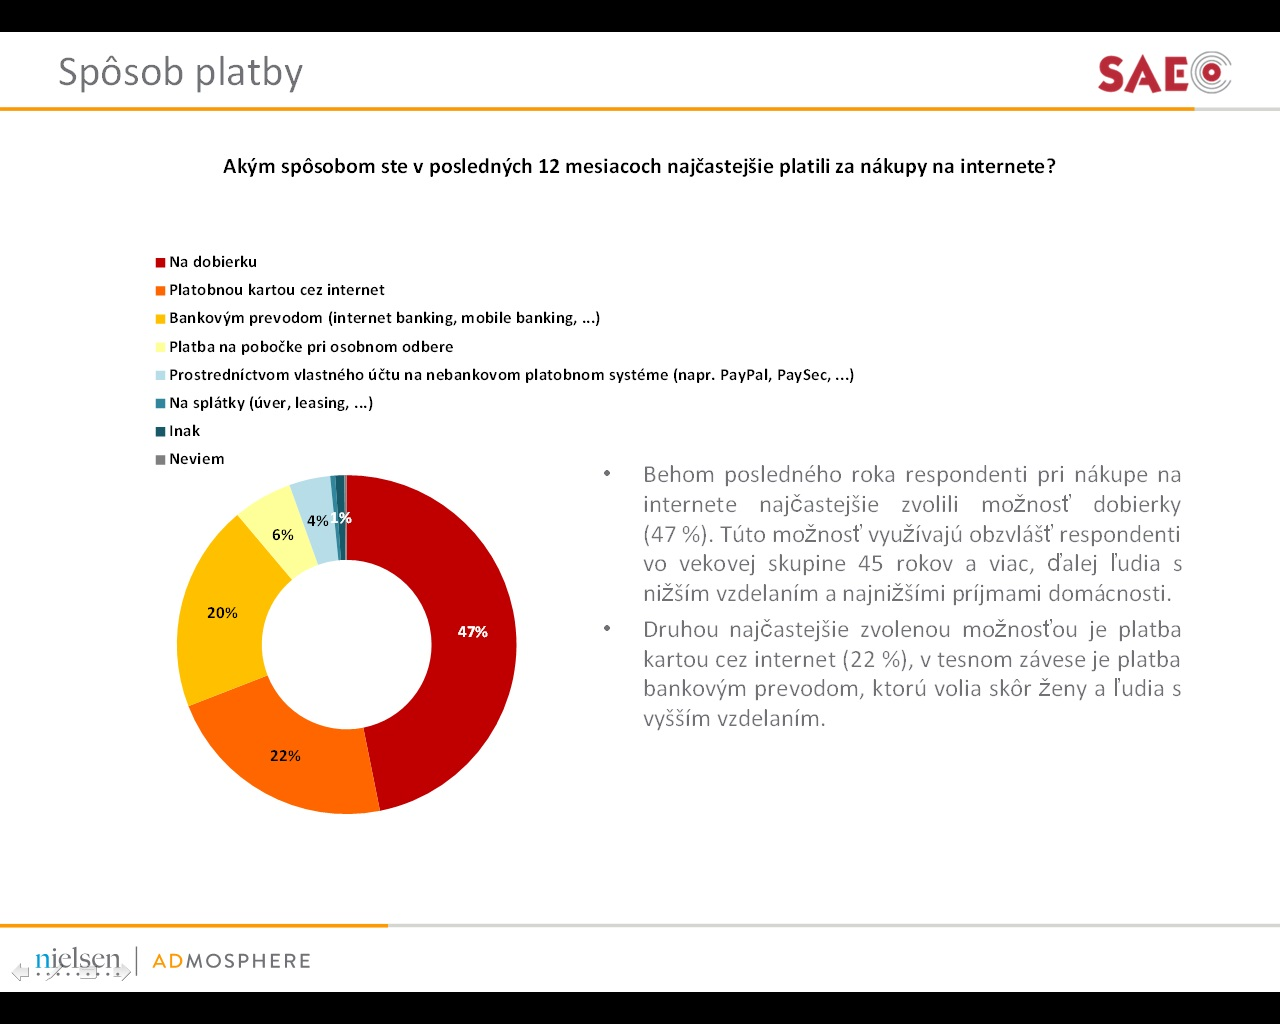 Spôsob platby
SAEC
Akým spôsobom ste v posledných 12 mesiacoch najčastejšie platili za nákupy na internete?
Na dobierku
Platobnou kartou cez internet
Bankovým prevodom (internet banking, mobile banking, ...)
Platba na pobočke pri osobnom odbere
Prostredníctvom vlastného účtu na nebankovom platobnom systéme (napr. PayPal, PaySec, ...)
Na splátky (úver, leasing, ...)
Inak
Neviem
47%
22%
20%
6%
4%
1%
• Behom posledného roka respondenti pri nákupe na
internete najčastejšie zvolili možnosť dobierky
(47 %). Túto možnosť využívajú obzvlášť respondenti
vo vekovej skupine 45 rokov a viac, ďalej ľudia s
nižším vzdelaním a najnižšími príjmami domácnosti.
• Druhou najčastejšie zvolenou možnosťou je platba
kartou cez internet (22 %), v tesnom závese je platba
bankovým prevodom, ktorú volia skôr ženy a ľudia s
vyšším vzdelaním.
nielsen | ADMOSPHERE